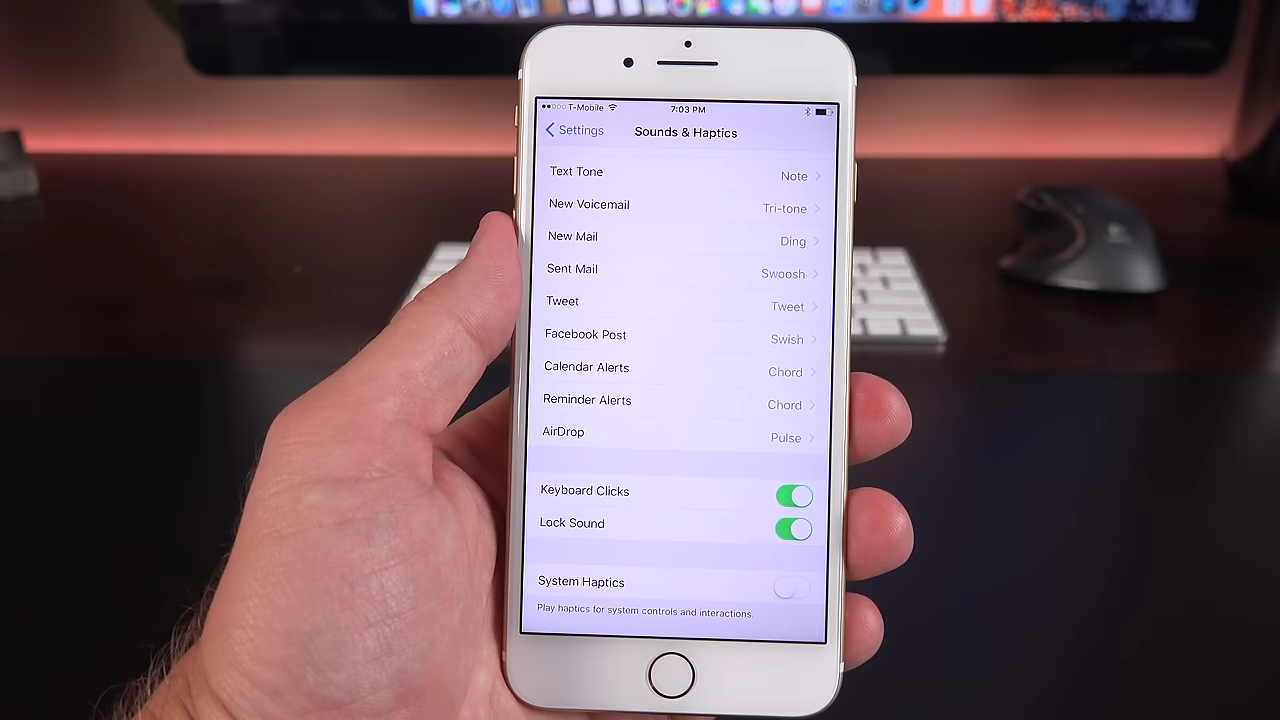 T-Mobile 7:03 PM
Settings Sounds & Haptics
Text Tone Note
New Voicemail Tri-tone
New Mail Ding
Sent Mail Swoosh
Tweet Tweet
Facebook Post Swish
Calendar Alerts Chord
Reminder Alerts Chord
AirDrop Pulse
Keyboard Clicks
Lock Sound
System Haptics
Play haptics for system controls and interactions.